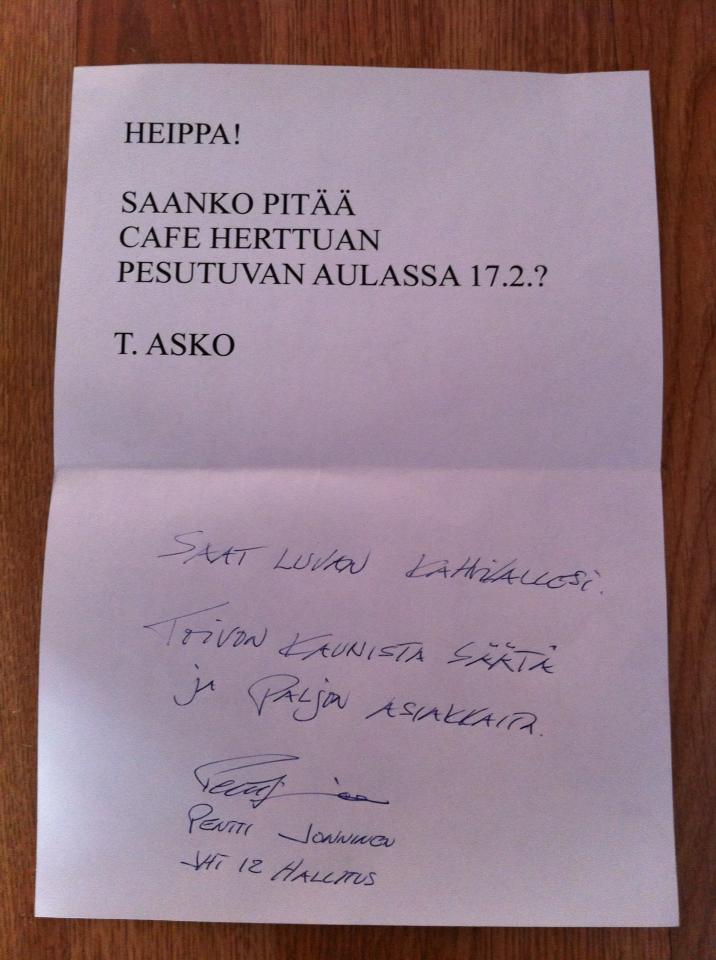 HEIPPA!
SAANKO PITÄÄ
CAFE HERTTUAN
PESUTUVAN AULASSA 17.2.?
T. ASKO
SAAT LUVAN KAHVILALLESI.
TOIVON KAUNISTA SÄÄTÄ
ja PALJON ASIAKKAITA.
PENTTI JONNINEN
12 HALLITUS